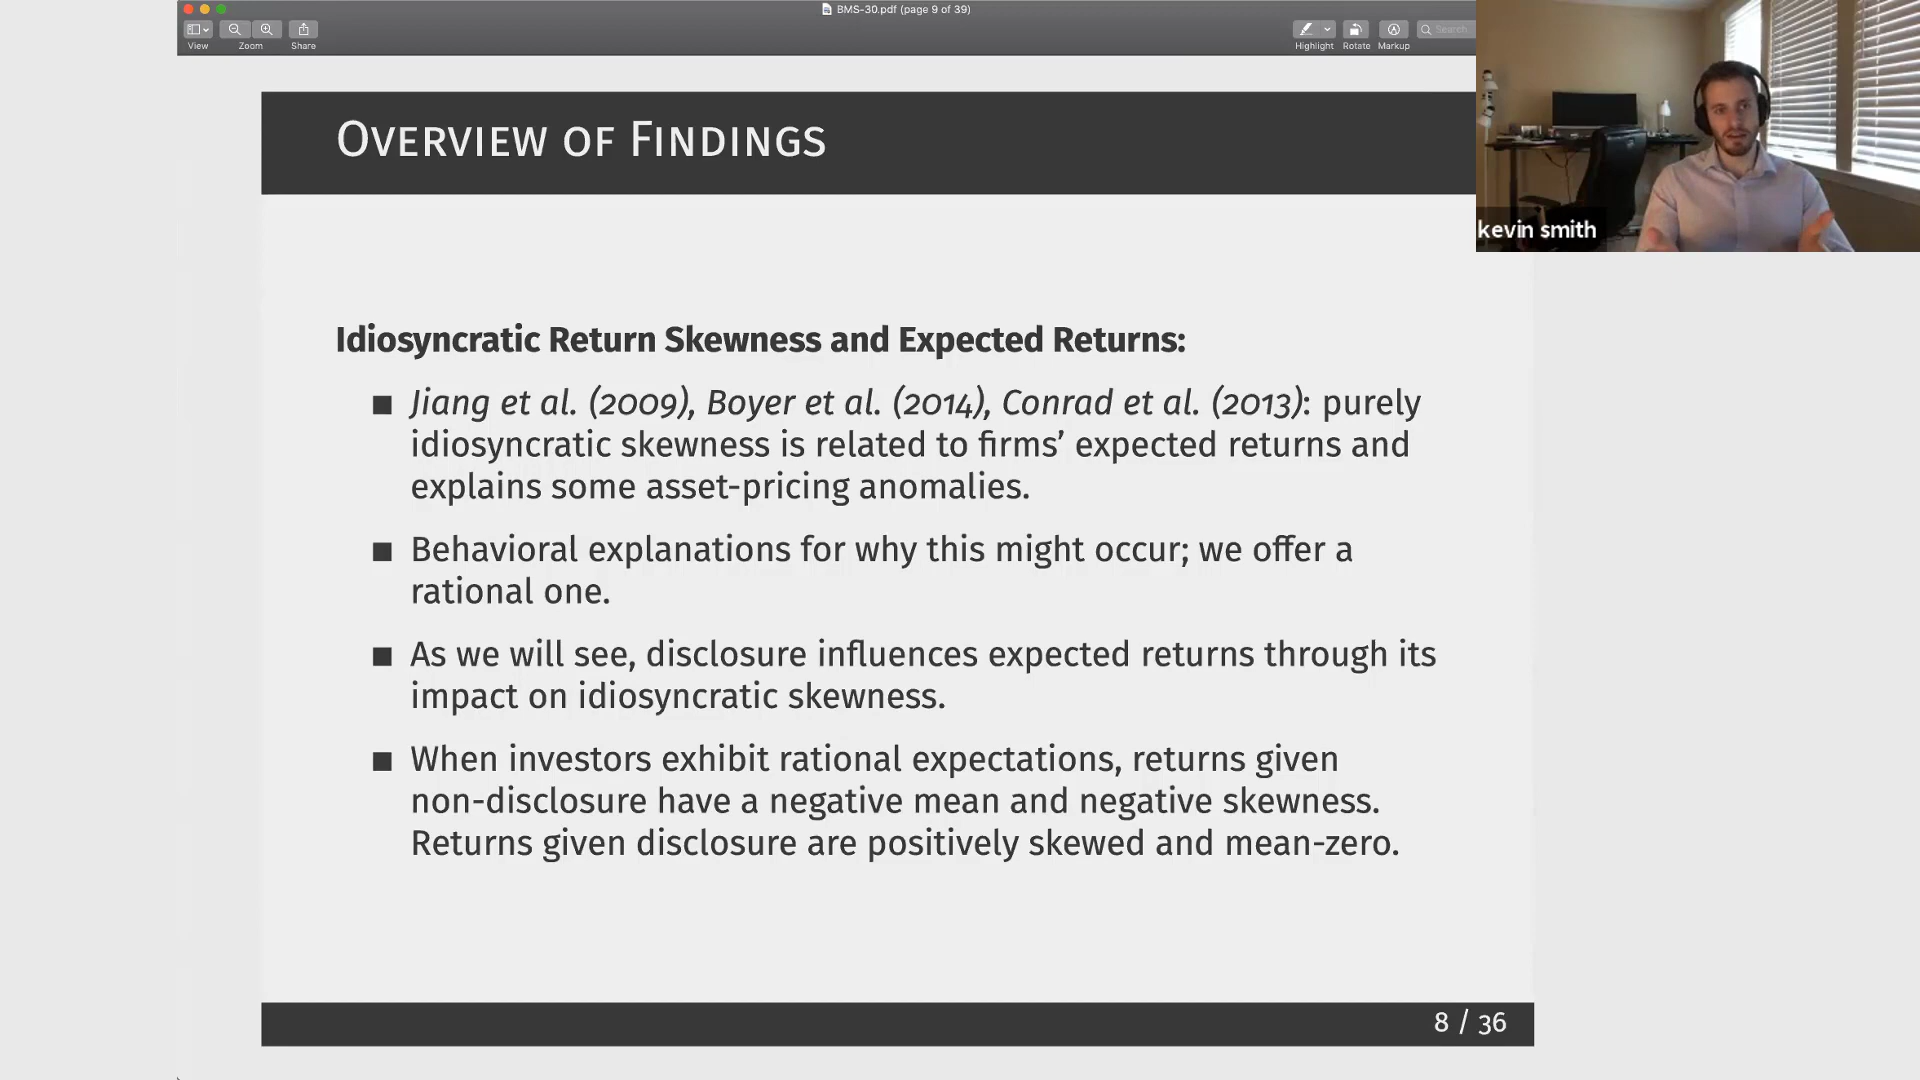 BMS-30.pdf (page 9 of 39)
View
Zoom
Share
Highlight
Rotate
Markup
Search
OVERVIEW OF FINDINGS
kevin smith
Idiosyncratic Return Skewness and Expected Returns:
■ Jiang et al. (2009), Boyer et al. (2014), Conrad et al. (2013): purely
idiosyncratic skewness is related to firms’ expected returns and
explains some asset-pricing anomalies.
■ Behavioral explanations for why this might occur; we offer a
rational one.
■ As we will see, disclosure influences expected returns through its
impact on idiosyncratic skewness.
■ When investors exhibit rational expectations, returns given
non-disclosure have a negative mean and negative skewness.
Returns given disclosure are positively skewed and mean-zero.
8 / 36